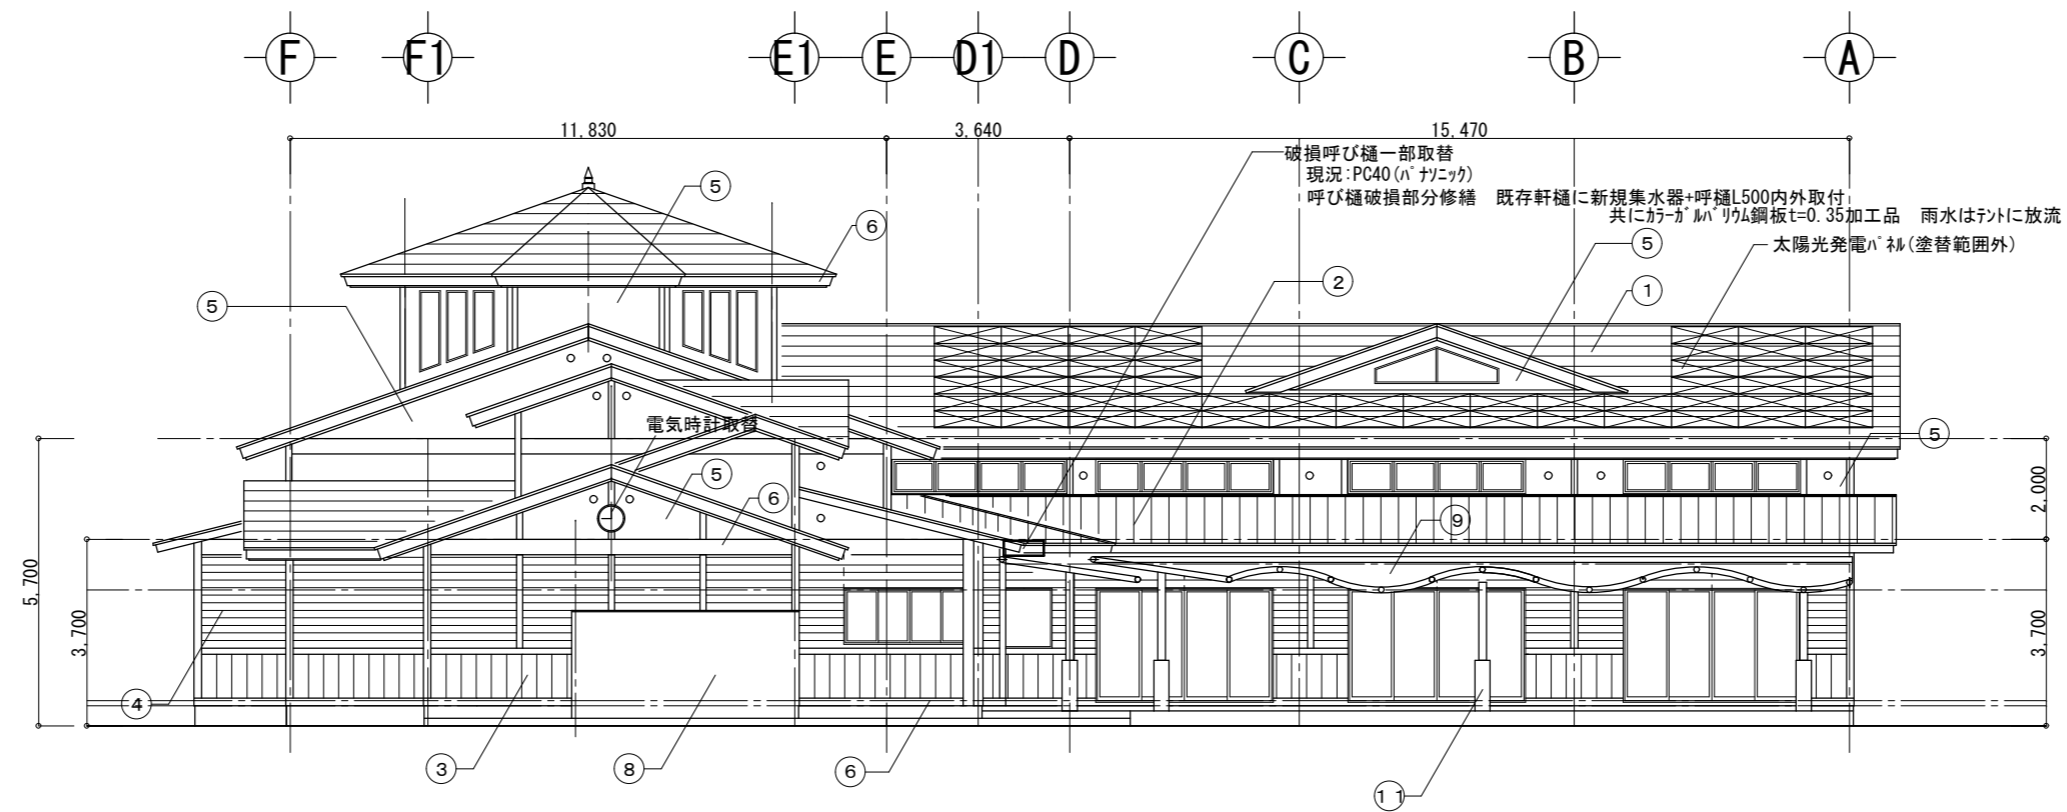 F F1 E1 E D1 D C B A
11,830 3,640 15,470
破損呼び樋一部取替
現況:PC40(パナソニック)
呼び樋破損部分修繕 既存軒樋に新規集水器+呼樋L500内外取付
共にカラーガルバリウム鋼板t=0.35加工品 雨水はテントに放流
太陽光発電パネル(塗替範囲外)
⑤
⑥
⑤
②
①
⑤
電気時計取替
⑤
⑤
⑥
⑨
5,700
3,700
2,000
3,700
④
③
⑧
⑥
11